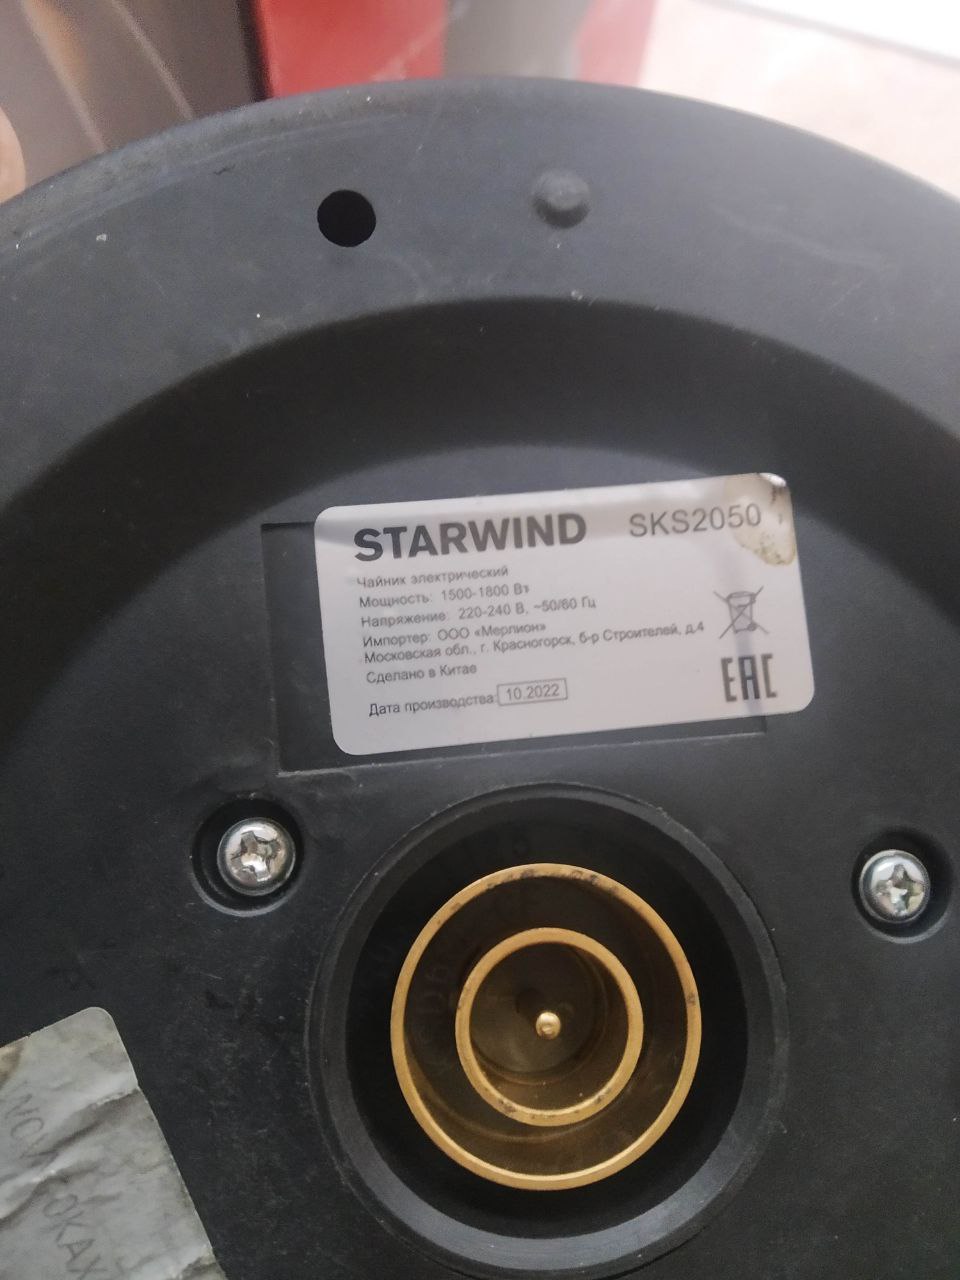 STARWIND SKS2050
Чайник электрический
Мощность: 1500-1800 Вт
Напряжение: 220-240 В, ~50/60 Гц
Импортер: ООО «Мерлион»
Московская обл., г. Красногорск, б-р Строителей, д.4
Сделано в Китае
Дата производства: 10.2022
EAC